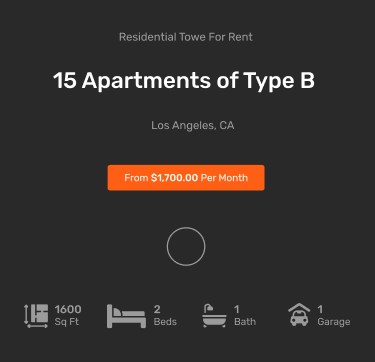 Residential Towe For Rent
15 Apartments of Type B
Los Angeles, CA
From $1,700.00 Per Month
1600
Sq Ft
2
Beds
1
Bath
1
Garage